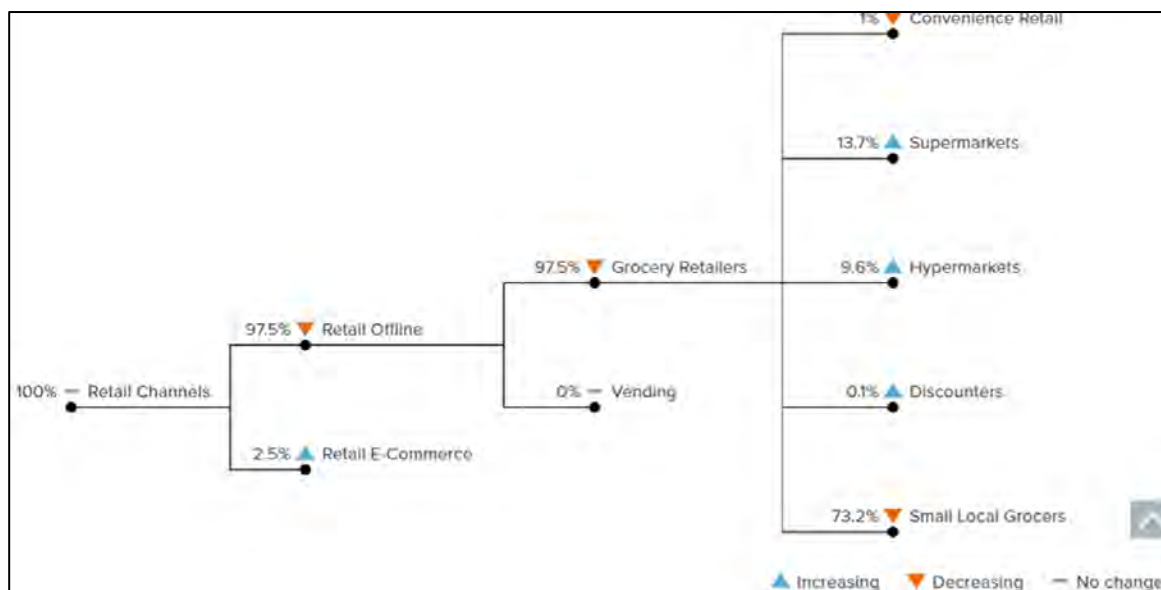 1% Convenience Retail
13.7% Supermarkets
97.5% Grocery Retailers
9.6% Hypermarkets
97.5% Retail Offline
100% — Retail Channels
0% — Vending
0.1% Discounters
2.5% Retail E-Commerce
73.2% Small Local Grocers
Increasing Decreasing — No change